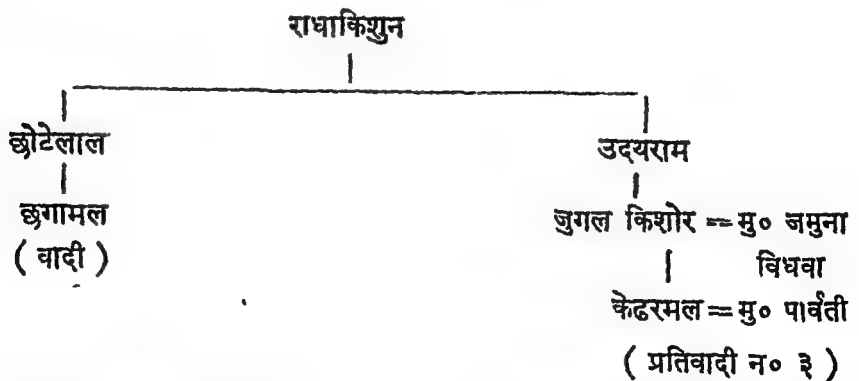 राधाकिशुन
छोटेलाल उदयराम
छगामल जुगल किशोर = मु० जमुना
( वादी ) विधवा
केढरमल = मु० पार्वती
( प्रतिवादी न० ३ )